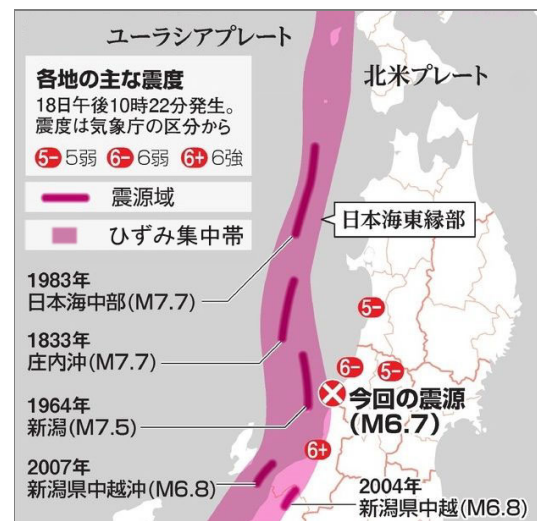 ユーラシアプレート
北米プレート
各地の主な震度
18日午後10時22分発生。
震度は気象庁の区分から
5− 5弱 6− 6弱 6+ 6強
震源域
ひずみ集中帯
日本海東縁部
1983年
日本海中部(M7.7)
1833年
庄内沖(M7.7)
1964年
新潟(M7.5)
2007年
新潟県中越沖(M6.8)
5−
6−
5−
今回の震源
(M6.7)
6+
2004年
新潟県中越(M6.8)